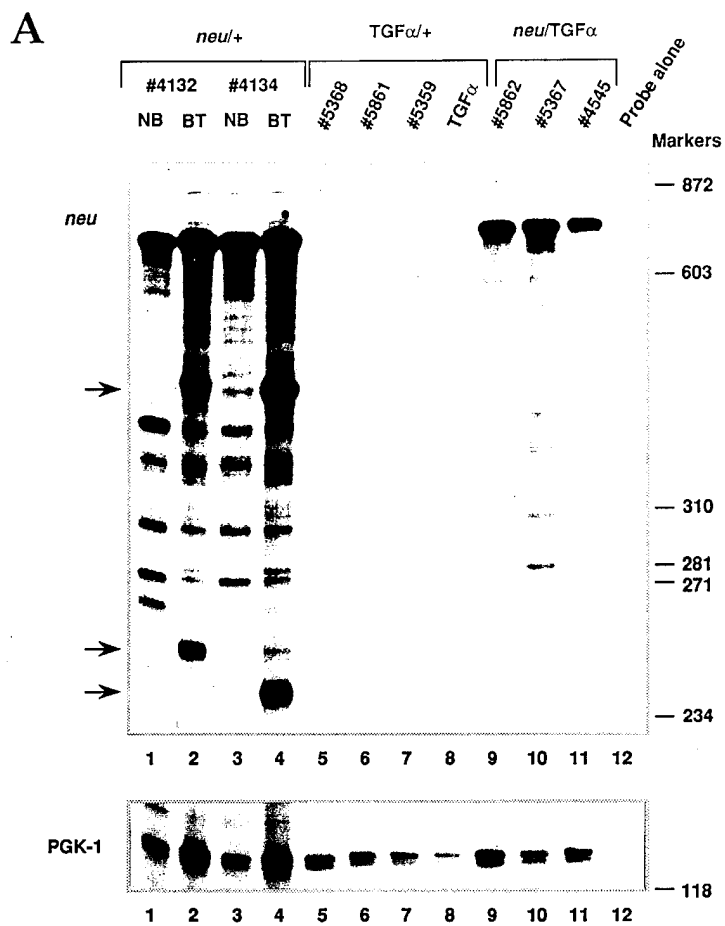 A
neu/+ TGFα/+ neu/TGFα
#4132 #4134 #5368 #5861 #5359 TGFα #5862 #5367 #4545 Probe alone
NB BT NB BT
Markers
872
neu
603
310
281
271
234
1 2 3 4 5 6 7 8 9 10 11 12
PGK-1
118
1 2 3 4 5 6 7 8 9 10 11 12